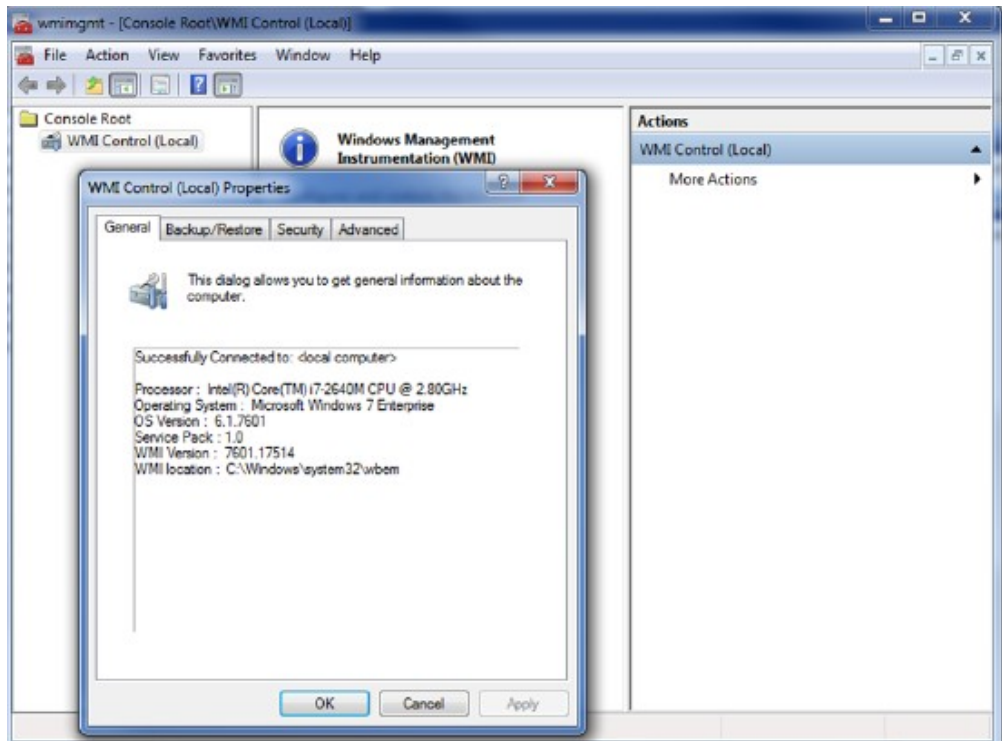 wmimgmt - [Console Root\WMI Control (Local)]
File Action View Favorites Window Help
Console Root
WMI Control (Local)
Windows Management
Instrumentation (WMI)
Actions
WMI Control (Local)
More Actions
WMI Control (Local) Properties
General Backup/Restore Security Advanced
This dialog allows you to get general information about the
computer.
Successfully Connected to: <local computer>
Processor : Intel(R) Core(TM) i7-2640M CPU @ 2.80GHz
Operating System : Microsoft Windows 7 Enterprise
OS Version : 6.1.7601
Service Pack : 1.0
WMI Version : 7601.17514
WMI location : C:\Windows\system32\wbem
OK Cancel Apply